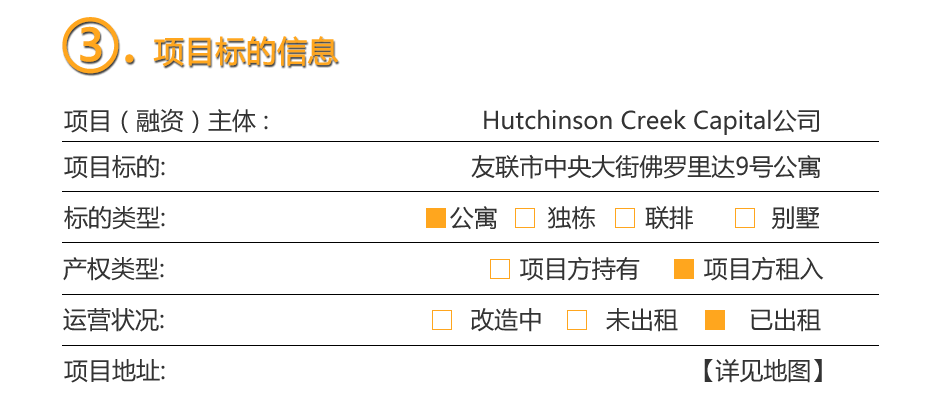 ③. 项目标的信息
项目（融资）主体： Hutchinson Creek Capital公司
项目标的: 友联市中央大街佛罗里达9号公寓
标的类型: ■公寓 □ 独栋 □ 联排 □ 别墅
产权类型: □ 项目方持有 ■ 项目方租入
运营状况: □ 改造中 □ 未出租 ■ 已出租
项目地址: 【详见地图】